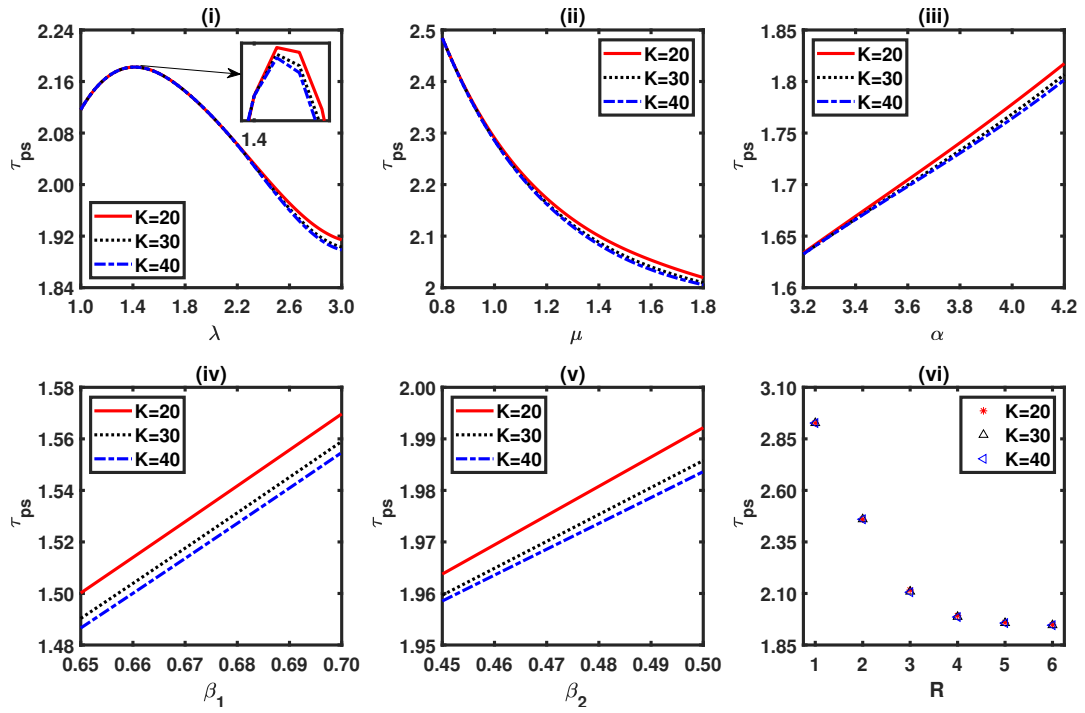 (i)
2.24
2.16
2.08
2.00
1.92
1.84
τps
1.4
K=20
K=30
K=40
1.0 1.4 1.8 2.2 2.6 3.0
λ
(ii)
2.5
2.4
2.3
2.2
2.1
2
τps
K=20
K=30
K=40
0.8 1.0 1.2 1.4 1.6 1.8
μ
(iii)
1.85
1.8
1.75
1.7
1.65
1.6
τps
K=20
K=30
K=40
3.2 3.4 3.6 3.8 4.0 4.2
α
(iv)
1.58
1.56
1.54
1.52
1.50
1.48
τps
K=20
K=30
K=40
0.65 0.66 0.67 0.68 0.69 0.70
β1
(v)
2.00
1.99
1.98
1.97
1.96
1.95
τps
K=20
K=30
K=40
0.45 0.46 0.47 0.48 0.49 0.50
β2
(vi)
3.10
2.85
2.60
2.35
2.10
1.85
τps
K=20
K=30
K=40
1 2 3 4 5 6
R